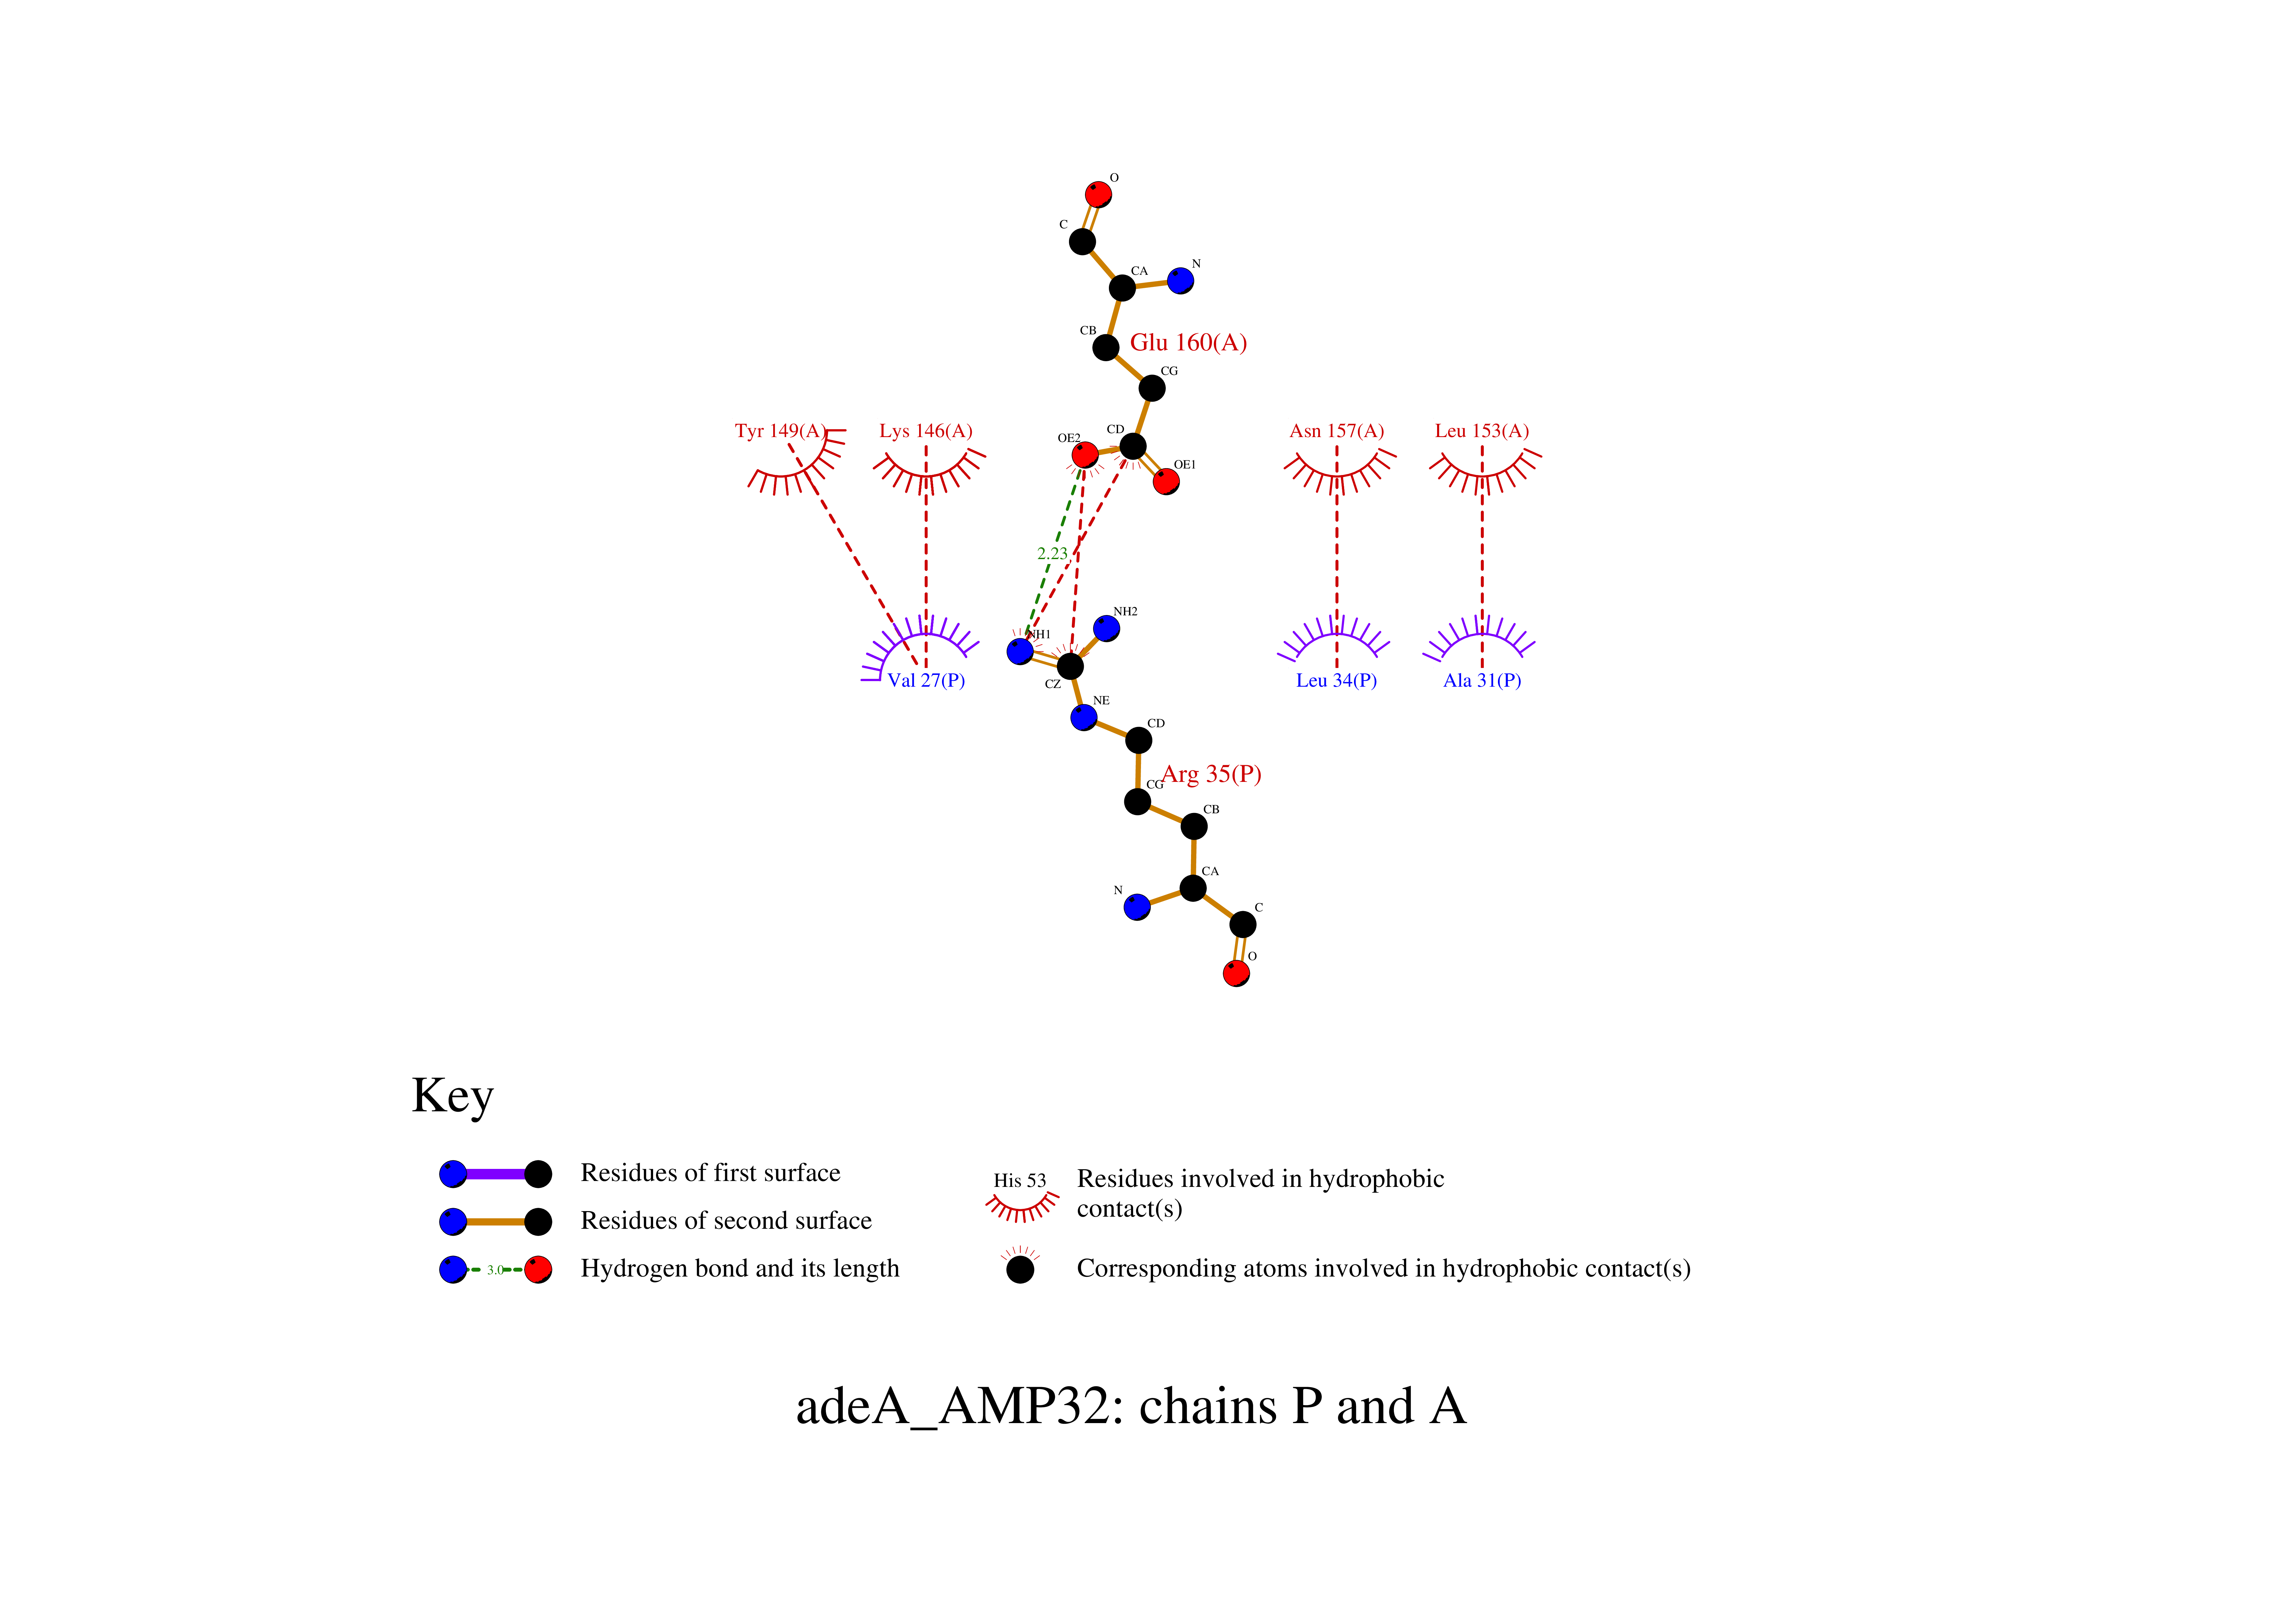 O
C
CA
N
CB
Glu 160(A)
CG
Tyr 149(A)
Lys 146(A)
OE2
CD
OE1
Asn 157(A)
Leu 153(A)
2.23
NH2
NH1
Val 27(P)
CZ
Leu 34(P)
Ala 31(P)
NE
CD
Arg 35(P)
CG
CB
CA
N
C
O
Key
Residues of first surface
Residues of second surface
3.0
Hydrogen bond and its length
His 53
Residues involved in hydrophobic
contact(s)
Corresponding atoms involved in hydrophobic contact(s)
adeA_AMP32: chains P and A